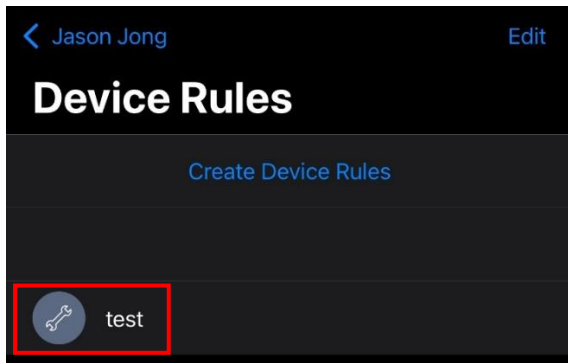 Jason Jong
Edit
Device Rules
Create Device Rules
test